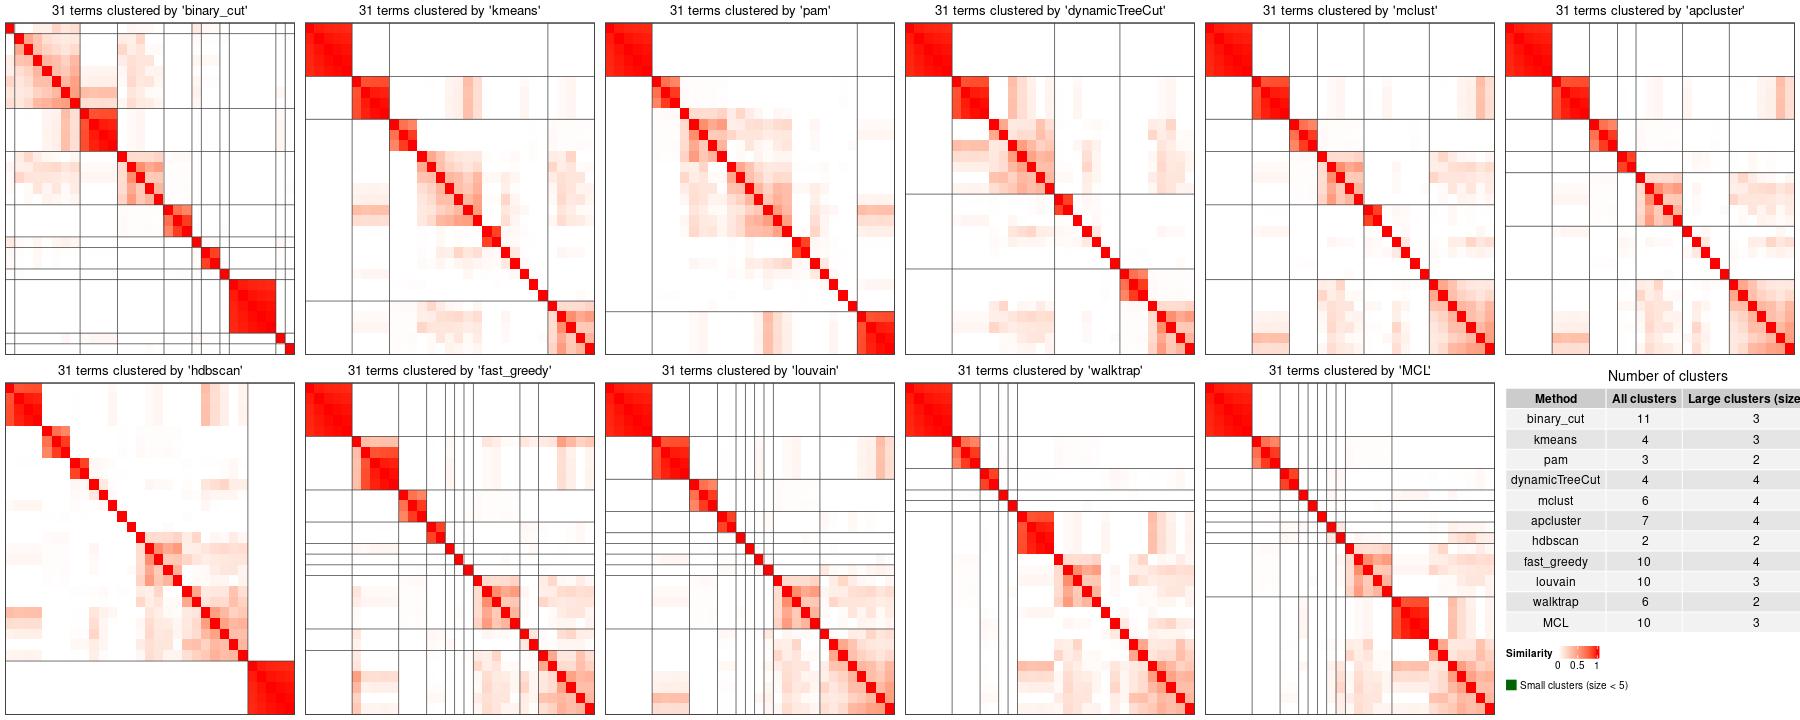 31 terms clustered by 'binary_cut'
31 terms clustered by 'kmeans'
31 terms clustered by 'pam'
31 terms clustered by 'dynamicTreeCut'
31 terms clustered by 'mclust'
31 terms clustered by 'apcluster'
31 terms clustered by 'hdbscan'
31 terms clustered by 'fast_greedy'
31 terms clustered by 'louvain'
31 terms clustered by 'walktrap'
31 terms clustered by 'MCL'
Number of clusters
Method All clusters Large clusters (size
binary_cut 11 3
kmeans 4 3
pam 3 2
dynamicTreeCut 4 4
mclust 6 4
apcluster 7 4
hdbscan 2 2
fast_greedy 10 4
louvain 10 3
walktrap 6 2
MCL 10 3
Similarity
0 0.5 1
Small clusters (size < 5)